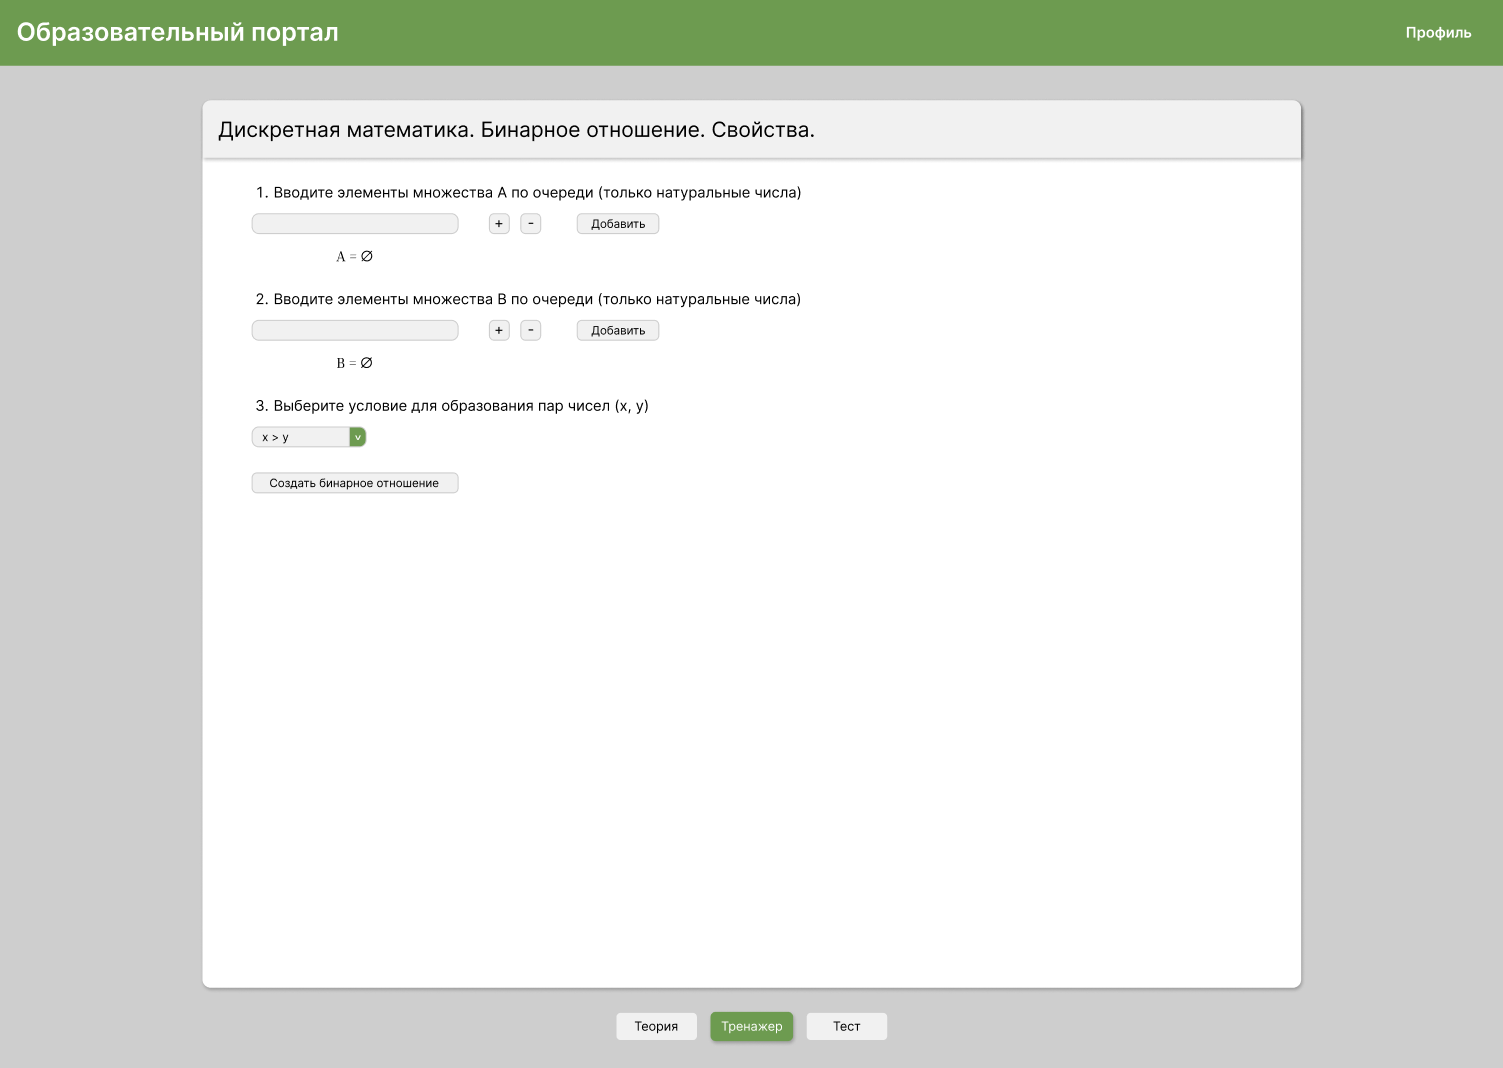 Образовательный портал
Профиль
Дискретная математика. Бинарное отношение. Свойства.
1. Вводите элементы множества A по очереди (только натуральные числа)
+ - Добавить
A = ∅
2. Вводите элементы множества B по очереди (только натуральные числа)
+ - Добавить
B = ∅
3. Выберите условие для образования пар чисел (x, y)
x > y v
Создать бинарное отношение
Теория Тренажер Тест